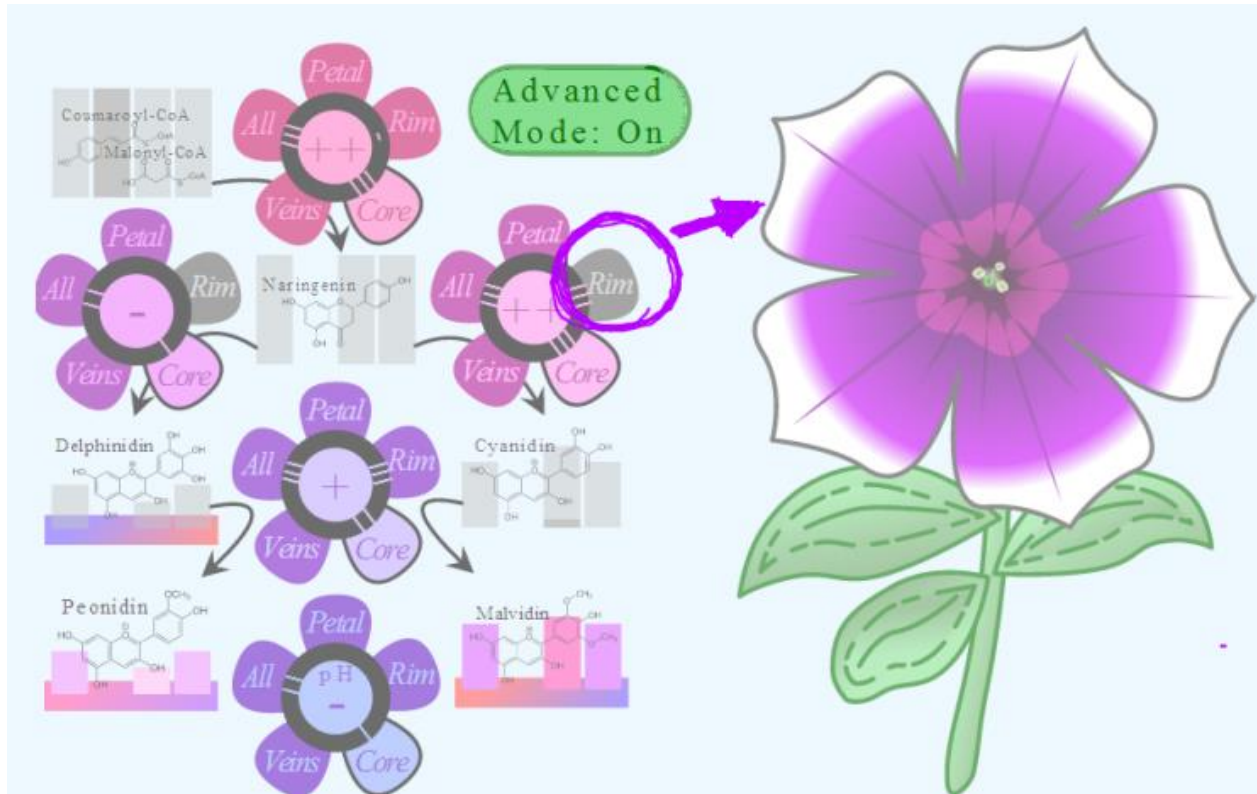 Petal
Coumaroyl-CoA
All
++
Rim
Malonyl-CoA
Veins
Core
Advanced
Mode: On
Petal
All
-
Rim
Veins
Core
Naringenin
Petal
All
++
Rim
Veins
Core
Delphinidin
Petal
All
+
Rim
Veins
Core
Cyanidin
Peonidin
Petal
All
pH
-
Rim
Veins
Core
Malvidin